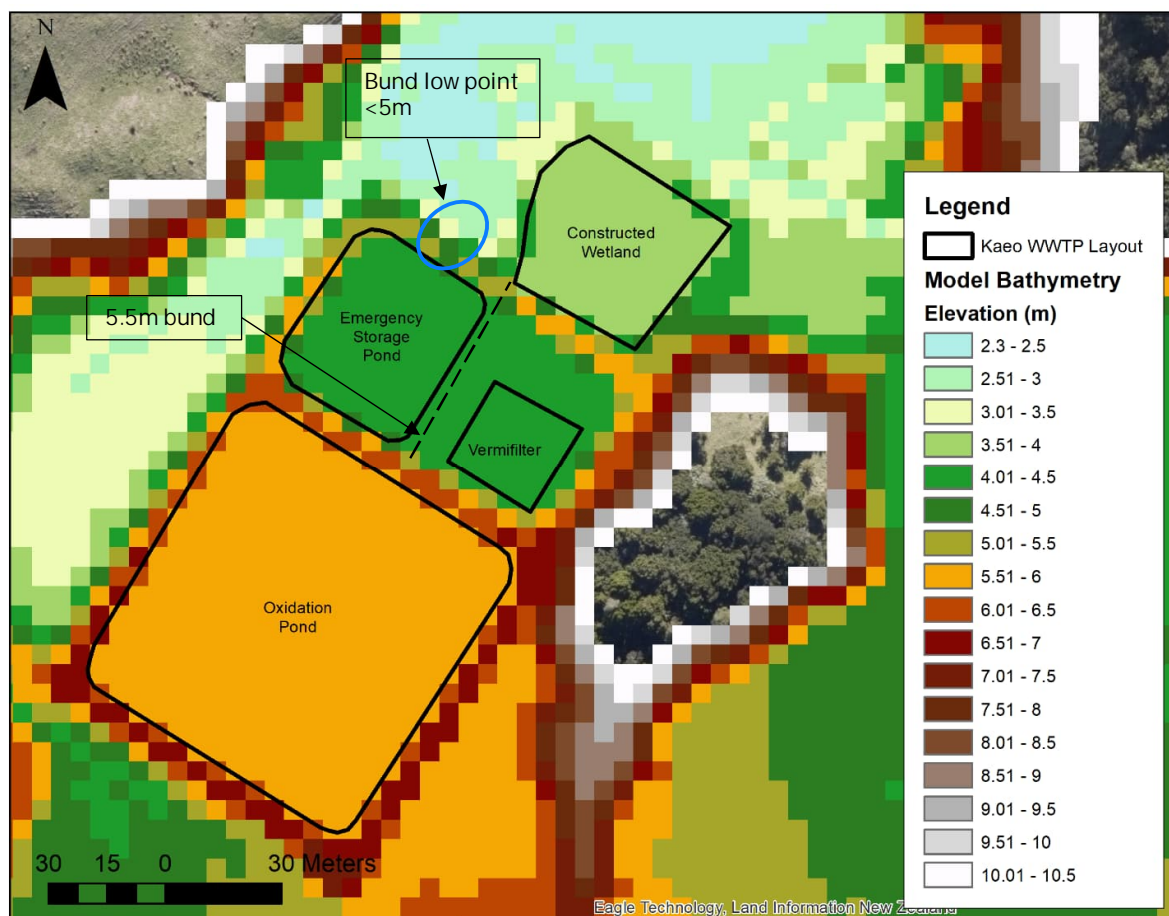 N
Bund low point
<5m
Constructed
Wetland
5.5m bund
Emergency
Storage
Pond
Vermifilter
Oxidation
Pond
30 15 0 30 Meters
Eagle Technology, Land Information New Zealand
Legend
Kaeo WWTP Layout
Model Bathymetry
Elevation (m)
2.3 - 2.5
2.51 - 3
3.01 - 3.5
3.51 - 4
4.01 - 4.5
4.51 - 5
5.01 - 5.5
5.51 - 6
6.01 - 6.5
6.51 - 7
7.01 - 7.5
7.51 - 8
8.01 - 8.5
8.51 - 9
9.01 - 9.5
9.51 - 10
10.01 - 10.5